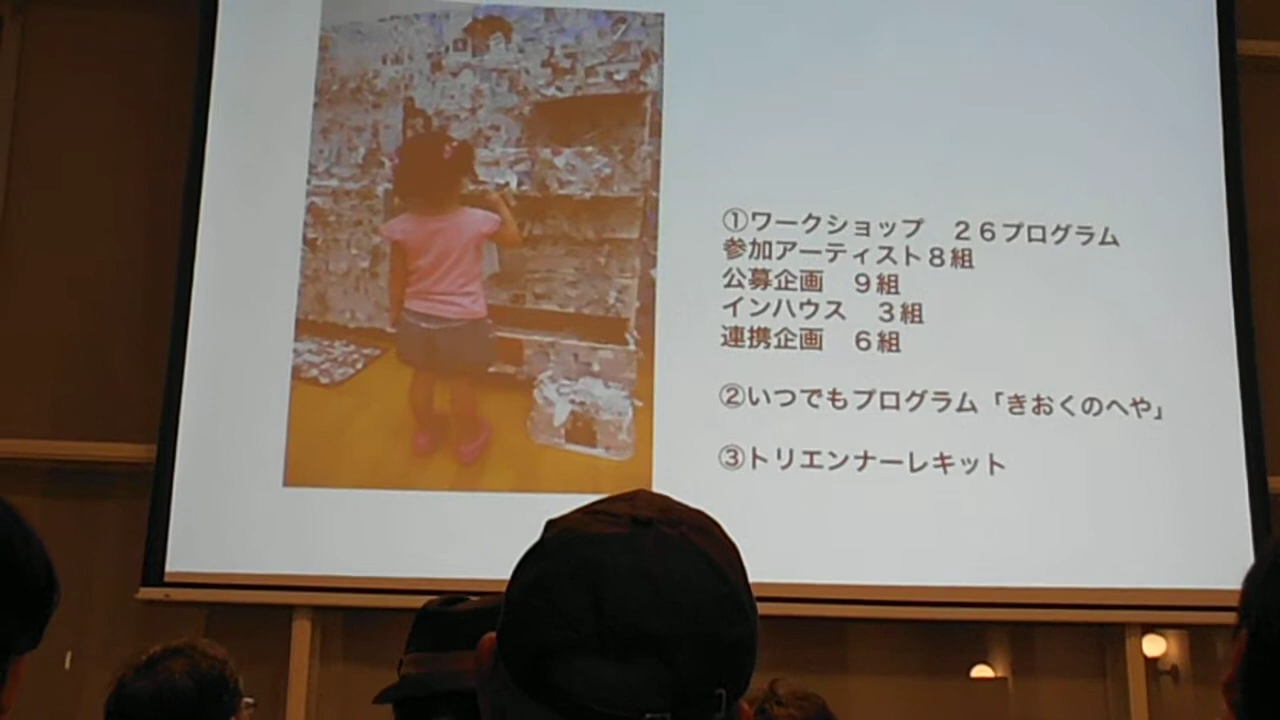 ①ワークショップ　２６プログラム
参加アーティスト８組
公募企画　９組
インハウス　３組
連携企画　６組
②いつでもプログラム「きおくのへや」
③トリエンナーレキット